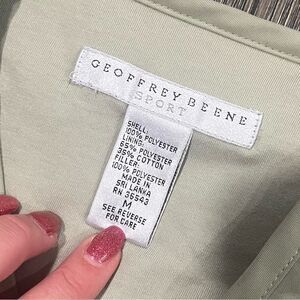 GEOFFREY BEENE
SPORT
SHELL:
100% POLYESTER
LINING:
65% POLYESTER
35% COTTON
FILLER:
100% POLYESTER
MADE IN
SRI LANKA
RN 35543
M
SEE REVERSE
FOR CARE